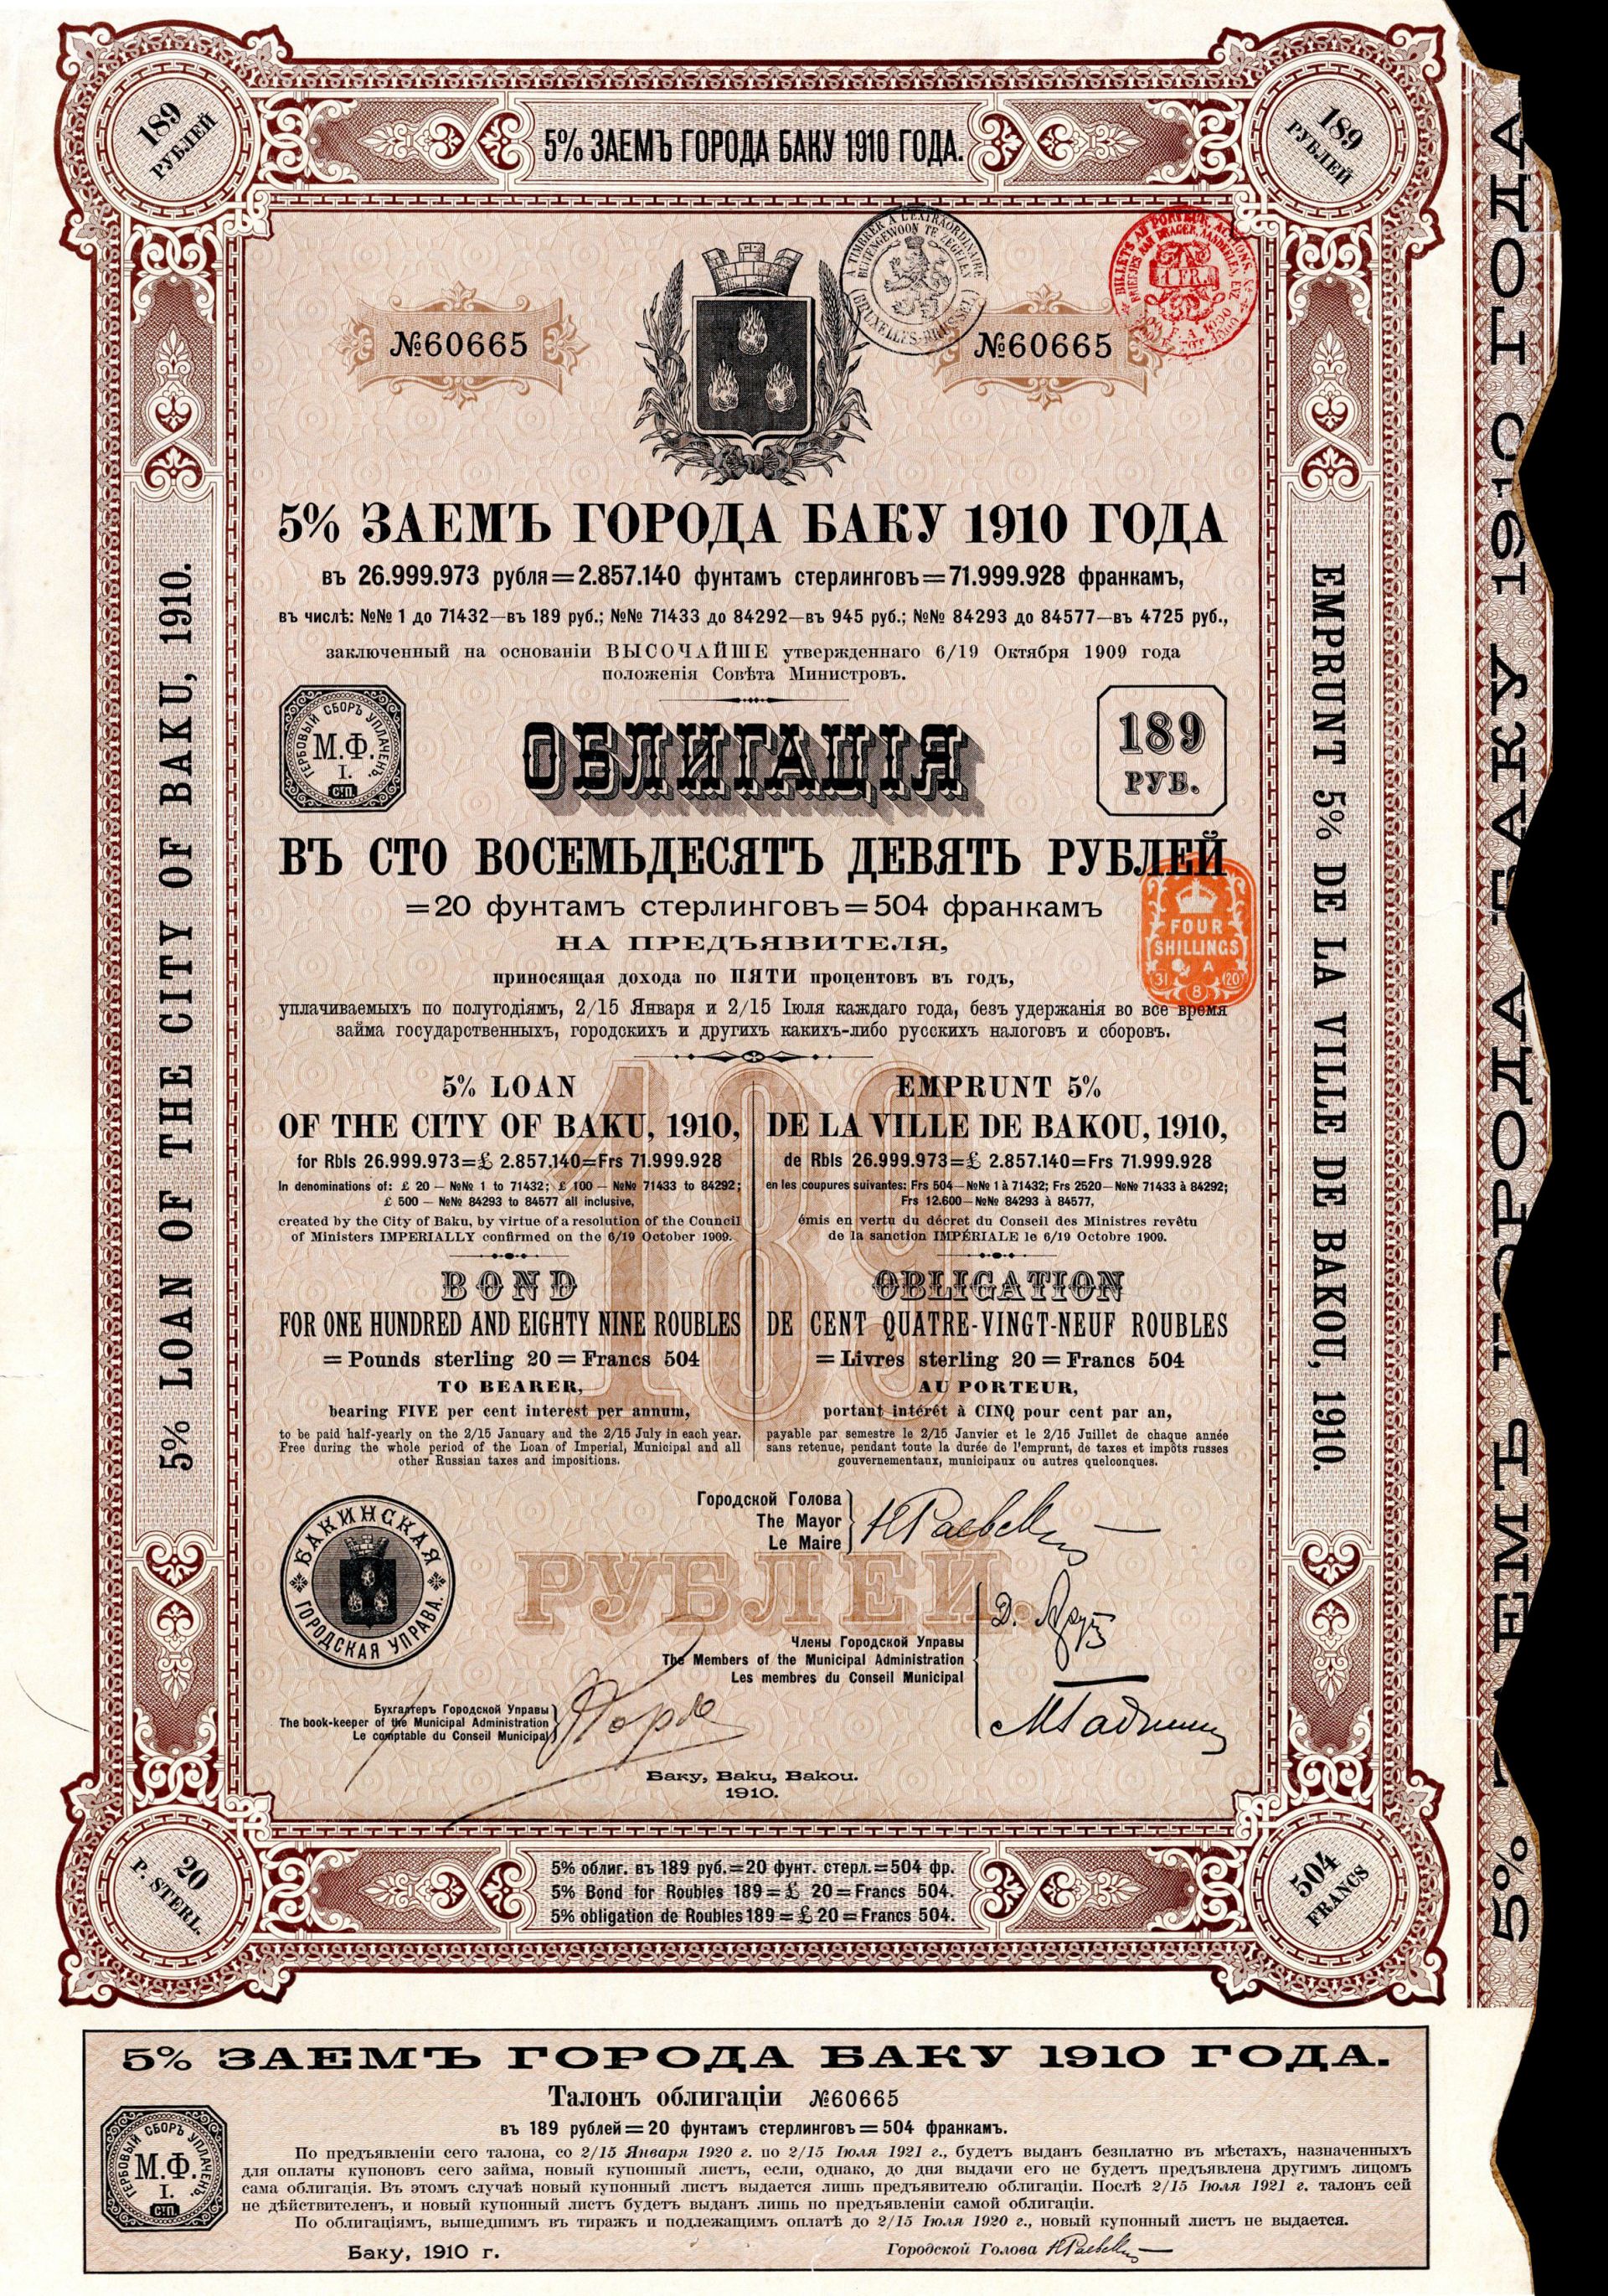 189
РУБЛЕЙ
5% ЗАЕМЪ ГОРОДА БАКУ 1910 ГОДА.
189
РУБЛЕЙ
5% LOAN OF THE CITY OF BAKU, 1910.
EMPRUNT 5% DE LA VILLE DE BAKOU, 1910.
5% ЗАЕМЪ ГОРОДА БАКУ 1910 ГОДА
№60665
A TIMBRER A L'EXTRAORDINAIRE
BUITENGEWOON TE ZEGELEN
(BRUXELLES-BRUSSEL)
1 FR.
№60665
5% ЗАЕМЪ ГОРОДА БАКУ 1910 ГОДА
въ 26.999.973 рубля=2.857.140 фунтамъ стерлинговъ=71.999.928 франкамъ,
въ числѣ: №№ 1 до 71432—въ 189 руб.; №№ 71433 до 84292—въ 945 руб.; №№ 84293 до 84577—въ 4725 руб.,
заключенный на основаніи ВЫСОЧАЙШЕ утвержденнаго 6/19 Октября 1909 года
положенія Совѣта Министровъ.
ГЕРБОВЫЙ СБОРЪ УПЛАЧЕНЪ.
М.Ф.
I.
С.П.
ОБЛИГАЦІЯ
189
РУБ.
ВЪ СТО ВОСЕМЬДЕСЯТЪ ДЕВЯТЬ РУБЛЕЙ
=20 фунтамъ стерлинговъ=504 франкамъ
НА ПРЕДЪЯВИТЕЛЯ,
FOUR
SHILLINGS
A
31 8 20
приносящая дохода по ПЯТИ процентовъ въ годъ,
уплачиваемыхъ по полугодіямъ, 2/15 Января и 2/15 Іюля каждаго года, безъ удержанія во все время
займа государственныхъ, городскихъ и другихъ какихъ-либо русскихъ налоговъ и сборовъ.
189
5% LOAN
OF THE CITY OF BAKU, 1910,
for Rbls 26.999.973=£ 2.857.140=Frs 71.999.928
In denominations of: £ 20 — №№ 1 to 71432; £ 100 — №№ 71433 to 84292;
£ 500 — №№ 84293 to 84577 all inclusive,
created by the City of Baku, by virtue of a resolution of the Council
of Ministers IMPERIALLY confirmed on the 6/19 October 1909.
BOND
FOR ONE HUNDRED AND EIGHTY NINE ROUBLES
= Pounds sterling 20 = Francs 504
TO BEARER,
bearing FIVE per cent interest per annum,
to be paid half-yearly on the 2/15 January and the 2/15 July in each year.
Free during the whole period of the Loan of Imperial, Municipal and all
other Russian taxes and impositions.
EMPRUNT 5%
DE LA VILLE DE BAKOU, 1910,
de Rbls 26.999.973=£ 2.857.140=Frs 71.999.928
en les coupures suivantes: Frs 504—№№ 1 à 71432; Frs 2520—№№ 71433 à 84292;
Frs 12.600—№№ 84293 à 84577,
émis en vertu du décret du Conseil des Ministres revêtu
de la sanction IMPÉRIALE le 6/19 Octobre 1909.
OBLIGATION
DE CENT QUATRE-VINGT-NEUF ROUBLES
= Livres sterling 20 = Francs 504
AU PORTEUR,
portant intérêt à CINQ pour cent par an,
payable par semestre le 2/15 Janvier et le 2/15 Juillet de chaque année
sans retenue, pendant toute la durée de l'emprunt, de taxes et impôts russes
gouvernementaux, municipaux ou autres quelconques.
БАКИНСКАЯ
ГОРОДСКАЯ УПРАВА.
Городской Голова
The Mayor
Le Maire
РУБЛЕЙ.
Члены Городской Управы
The Members of the Municipal Administration
Les membres du Conseil Municipal
Бухгалтеръ Городской Управы
The book-keeper of the Municipal Administration
Le comptable du Conseil Municipal
Баку, Baku, Bakou.
1910.
20
P. STERL.
5% облиг. въ 189 руб.=20 фунт. стерл.=504 фр.
5% Bond for Roubles 189 = £ 20 = Francs 504.
5% obligation de Roubles 189 = £ 20 = Francs 504.
504
FRANCS
5% ЗАЕМЪ ГОРОДА БАКУ 1910 ГОДА.
Талонъ облигаціи №60665
въ 189 рублей=20 фунтамъ стерлинговъ=504 франкамъ.
ГЕРБОВЫЙ СБОРЪ УПЛАЧЕНЪ.
М.Ф.
I.
С.П.
По предъявленіи сего талона, со 2/15 Января 1920 г. по 2/15 Іюля 1921 г., будетъ выданъ безплатно въ мѣстахъ, назначенныхъ
для оплаты купоновъ сего займа, новый купонный листъ, если, однако, до дня выдачи его не будетъ предъявлена другимъ лицомъ
сама облигація. Въ этомъ случаѣ новый купонный листъ выдается лишь предъявителю облигаціи. Послѣ 2/15 Іюля 1921 г. талонъ сей
не дѣйствителенъ, и новый купонный листъ будетъ выданъ лишь по предъявленіи самой облигаціи.
По облигаціямъ, вышедшимъ въ тиражъ и подлежащимъ оплатѣ до 2/15 Іюля 1920 г., новый купонный листъ не выдается.
Баку, 1910 г.
Городской Голова